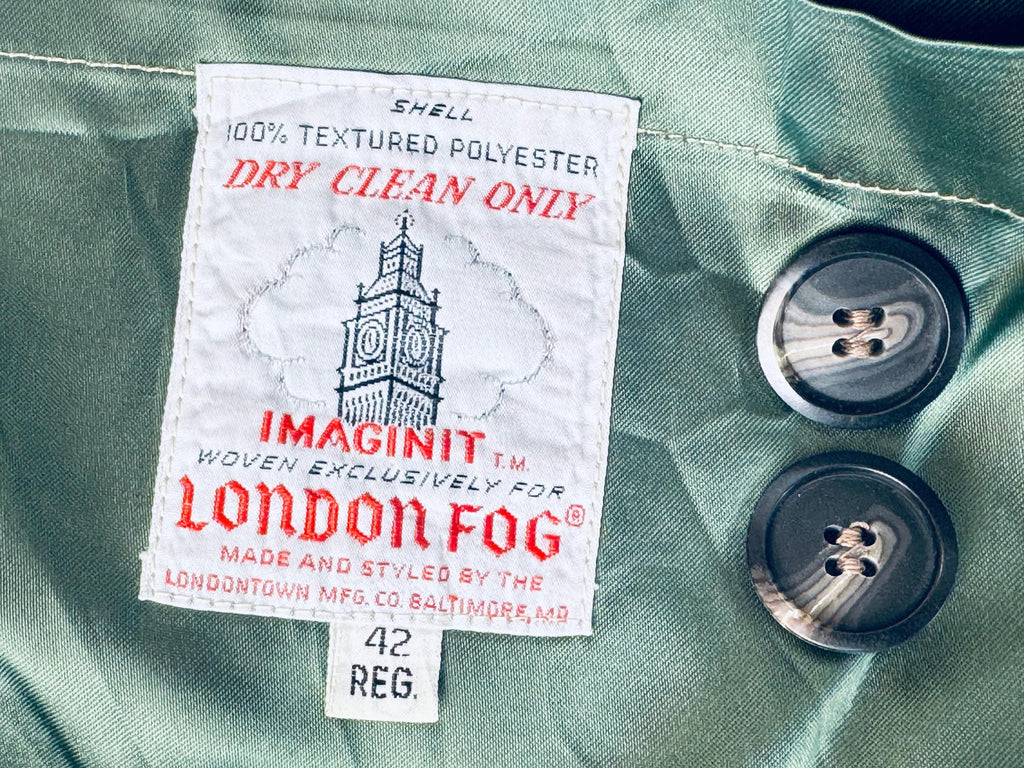 SHELL
100% TEXTURED POLYESTER
DRY CLEAN ONLY
IMAGINIT T.M.
WOVEN EXCLUSIVELY FOR
LONDON FOG®
MADE AND STYLED BY THE
LONDONTOWN MFG. CO. BALTIMORE, MD
42
REG.